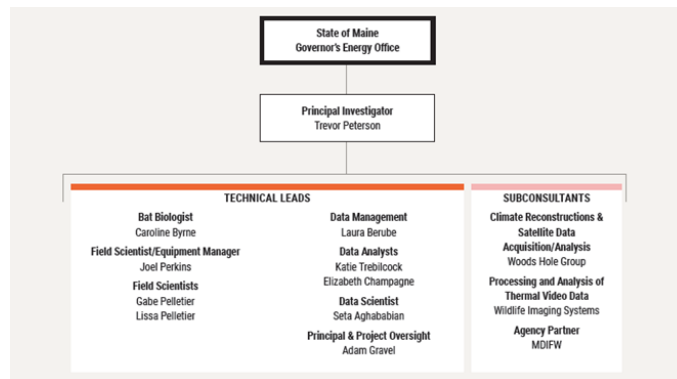 State of Maine
Governor's Energy Office
Principal Investigator
Trevor Peterson
TECHNICAL LEADS
Bat Biologist
Caroline Byrne
Field Scientist/Equipment Manager
Joel Perkins
Field Scientists
Gabe Pelletier
Lissa Pelletier
Data Management
Laura Berube
Data Analysts
Katie Trebilcock
Elizabeth Champagne
Data Scientist
Seta Aghababian
Principal & Project Oversight
Adam Gravel
SUBCONSULTANTS
Climate Reconstructions &
Satellite Data
Acquisition/Analysis
Woods Hole Group
Processing and Analysis of
Thermal Video Data
Wildlife Imaging Systems
Agency Partner
MDIFW